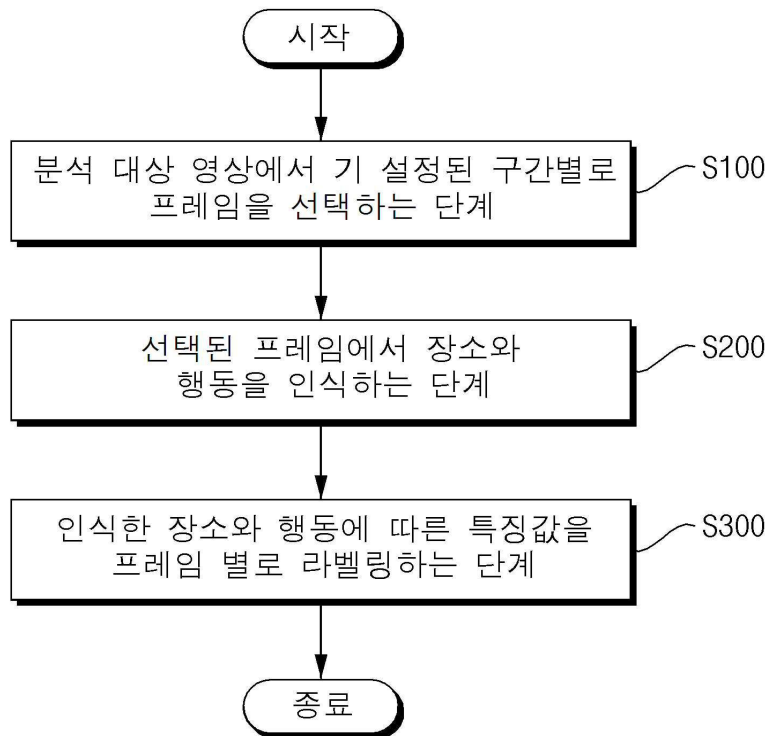 시작
분석 대상 영상에서 기 설정된 구간별로
프레임을 선택하는 단계
S100
선택된 프레임에서 장소와
행동을 인식하는 단계
S200
인식한 장소와 행동에 따른 특징값을
프레임 별로 라벨링하는 단계
S300
종료